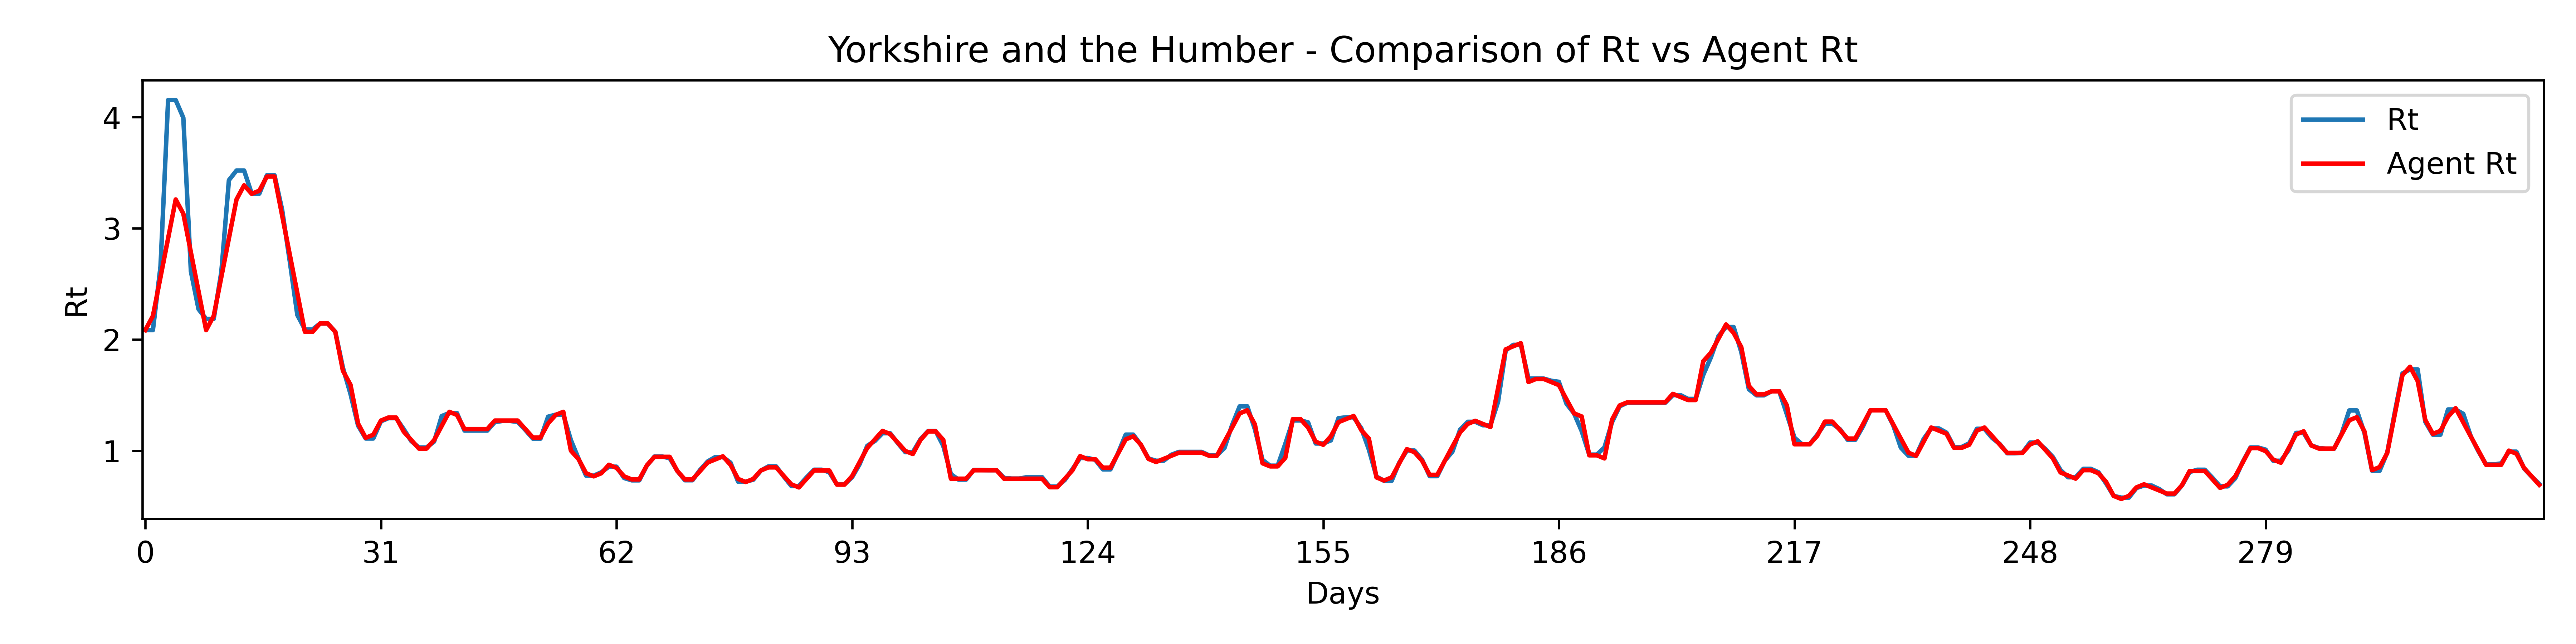 Yorkshire and the Humber - Comparison of Rt vs Agent Rt
Rt
Agent Rt
4
3
2
1
Rt
0 31 62 93 124 155 186 217 248 279
Days